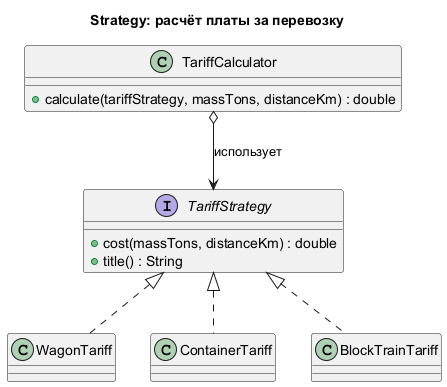 Strategy: расчёт платы за перевозку
C TariffCalculator
calculate(tariffStrategy, massTons, distanceKm) : double
использует
I TariffStrategy
cost(massTons, distanceKm) : double
title() : String
C WagonTariff
C ContainerTariff
C BlockTrainTariff